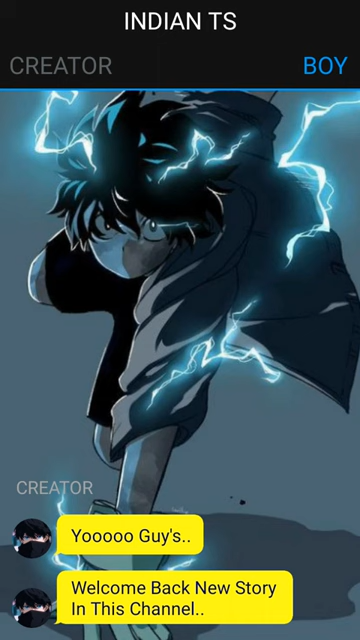 INDIAN TS
CREATOR
BOY
CREATOR
Yooooo Guy's..
Welcome Back New Story
In This Channel..